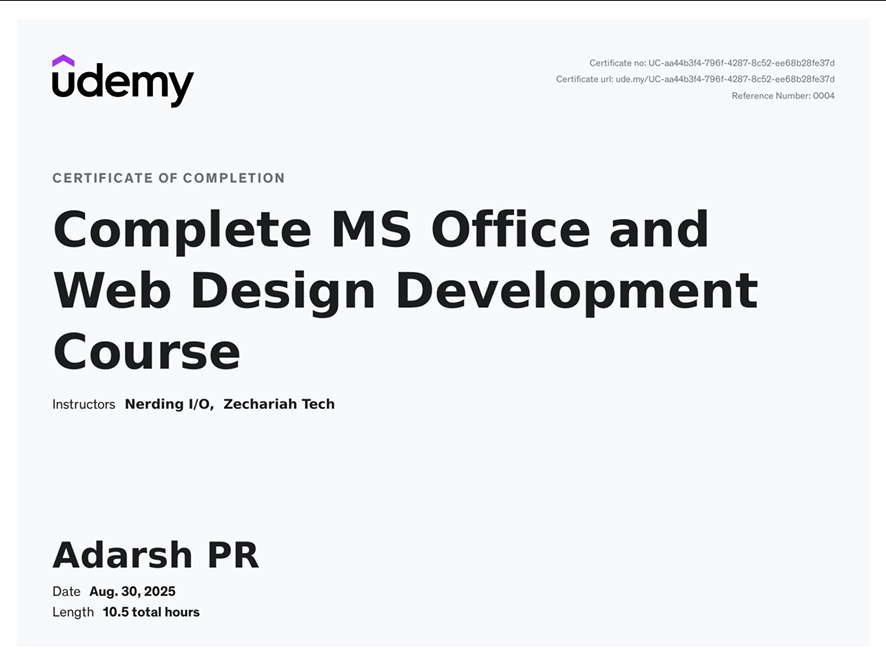 udemy
Certificate no: UC-aa44b3f4-796f-4287-8c52-ee68b28fe37d
Certificate url: ude.my/UC-aa44b3f4-796f-4287-8c52-ee68b28fe37d
Reference Number: 0004
CERTIFICATE OF COMPLETION
Complete MS Office and
Web Design Development
Course
Instructors Nerding I/O, Zechariah Tech
Adarsh PR
Date Aug. 30, 2025
Length 10.5 total hours